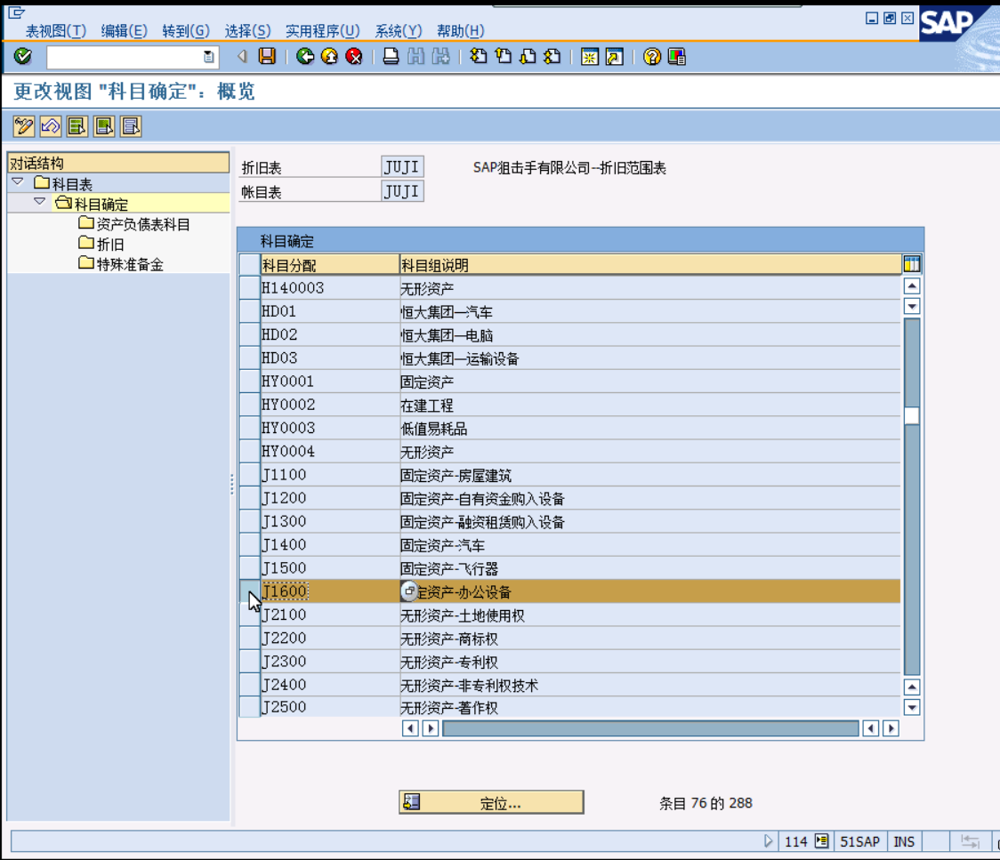 表视图(T) 编辑(E) 转到(G) 选择(S) 实用程序(U) 系统(Y) 帮助(H)
SAP
更改视图 "科目确定": 概览
对话结构
科目表
科目确定
资产负债表科目
折旧
特殊准备金
折旧表 JUJI SAP狙击手有限公司--折旧范围表
帐目表 JUJI
科目确定
科目分配 科目组说明
H140003 无形资产
HD01 恒大集团—汽车
HD02 恒大集团—电脑
HD03 恒大集团—运输设备
HY0001 固定资产
HY0002 在建工程
HY0003 低值易耗品
HY0004 无形资产
J1100 固定资产-房屋建筑
J1200 固定资产-自有资金购入设备
J1300 固定资产-融资租赁购入设备
J1400 固定资产-汽车
J1500 固定资产-飞行器
J1600 定资产-办公设备
J2100 无形资产-土地使用权
J2200 无形资产-商标权
J2300 无形资产-专利权
J2400 无形资产-非专利权技术
J2500 无形资产-著作权
定位... 条目 76 的 288
114 51SAP INS